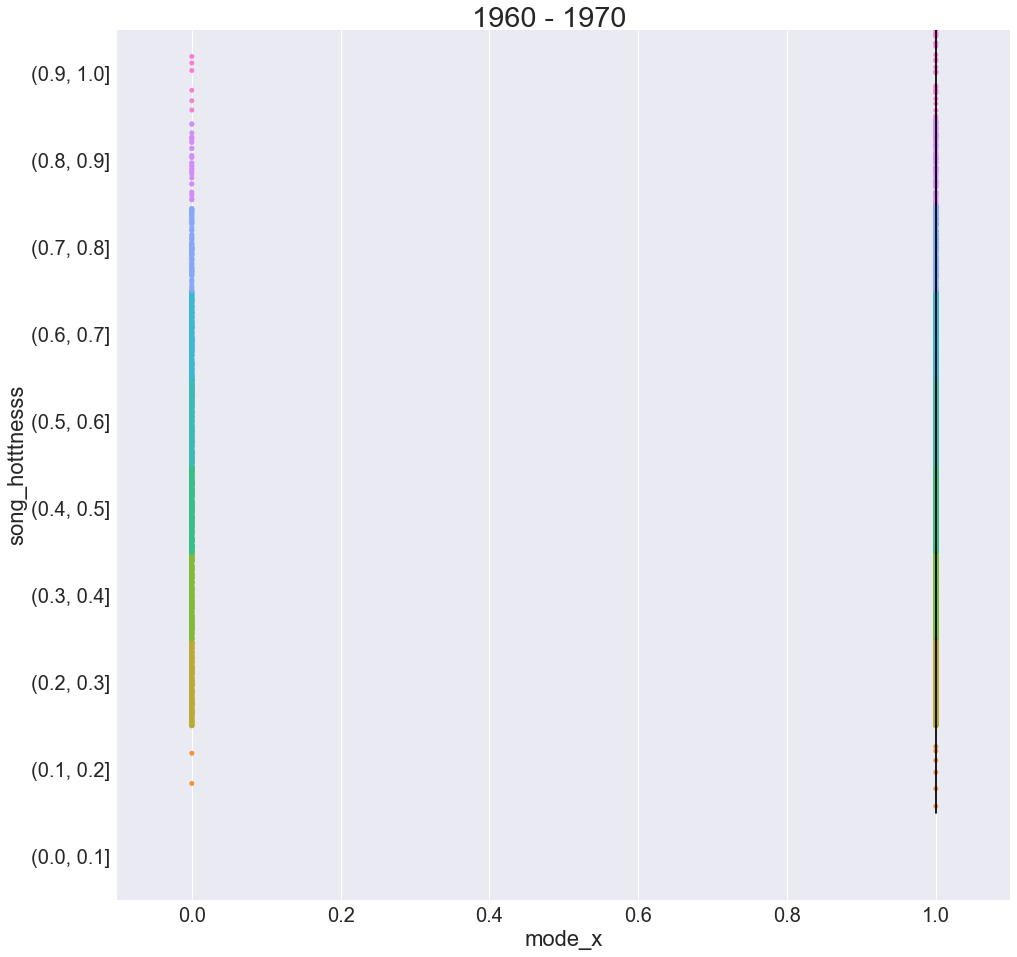 1960 - 1970
(0.9, 1.0]
(0.8, 0.9]
(0.7, 0.8]
(0.6, 0.7]
(0.5, 0.6]
(0.4, 0.5]
(0.3, 0.4]
(0.2, 0.3]
(0.1, 0.2]
(0.0, 0.1]
song_hotttnesss
0.0 0.2 0.4 0.6 0.8 1.0
mode_x